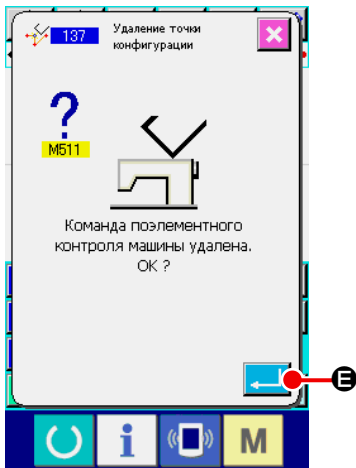 137
Удаление точки
конфигурации
?
M511
Команда поэлементного
контроля машины удалена.
OK ?
E
i
M